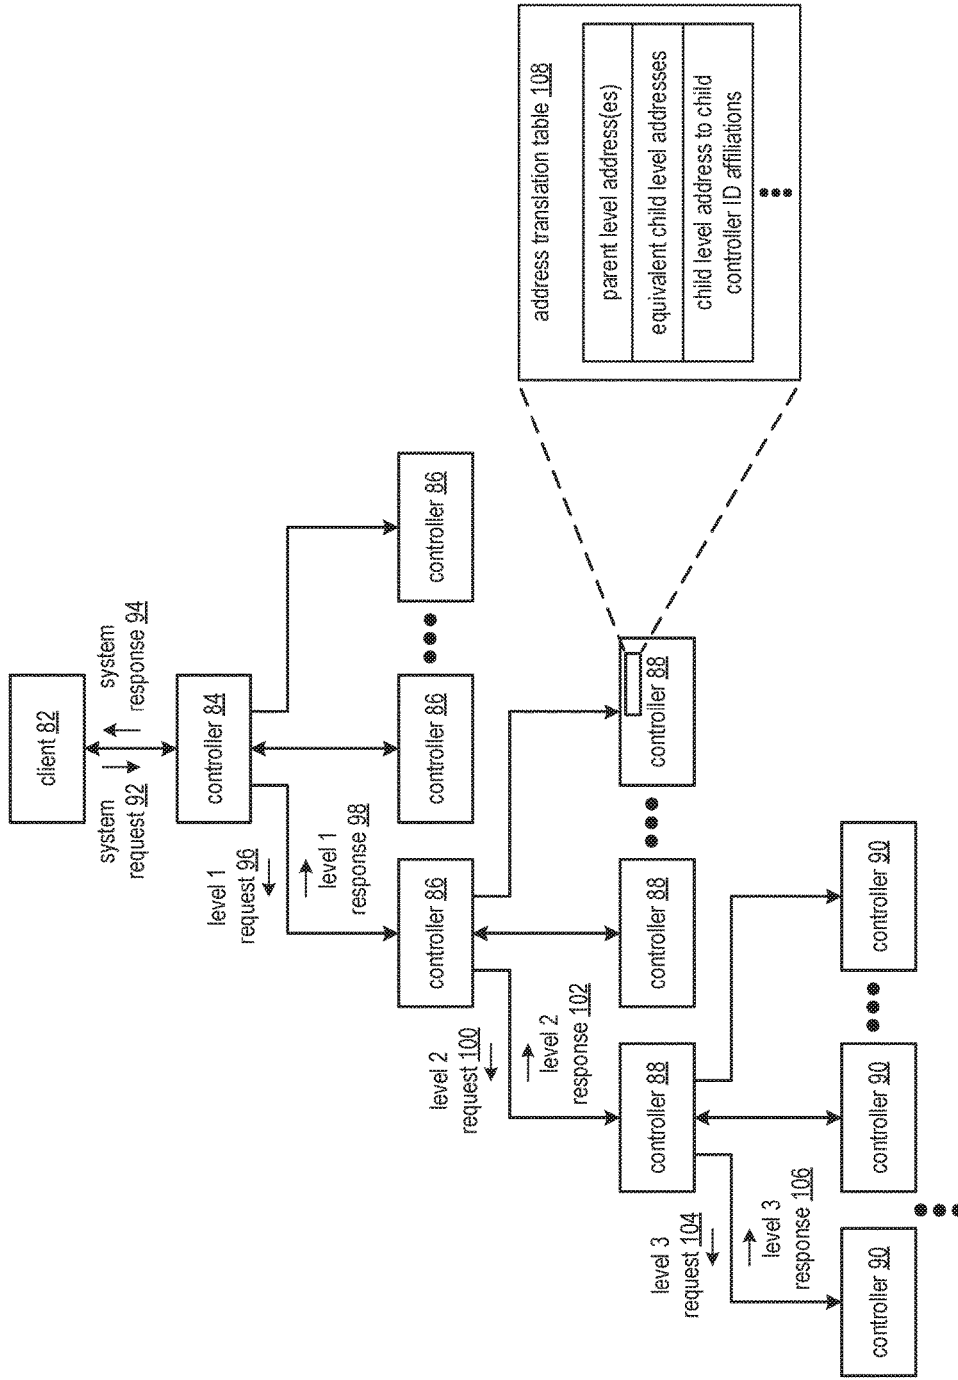 client 82
system
request 92
system
response 94
controller 84
level 1
request 96
level 1
response 98
controller 86
controller 86
controller 86
level 2
request 100
level 2
response 102
controller 88
controller 88
controller 88
level 3
request 104
level 3
response 106
controller 90
controller 90
controller 90
address translation table 108
parent level address(es)
equivalent child level addresses
child level address to child
controller ID affiliations